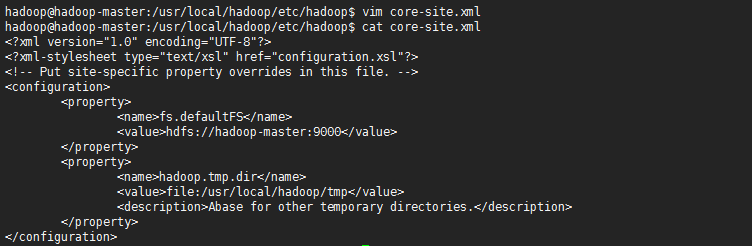 hadoop@hadoop-master:/usr/local/hadoop/etc/hadoop$ vim core-site.xml
hadoop@hadoop-master:/usr/local/hadoop/etc/hadoop$ cat core-site.xml
<?xml version="1.0" encoding="UTF-8"?>
<?xml-stylesheet type="text/xsl" href="configuration.xsl"?>
<!-- Put site-specific property overrides in this file. -->
<configuration>
        <property>
                <name>fs.defaultFS</name>
                <value>hdfs://hadoop-master:9000</value>
        </property>
        <property>
                <name>hadoop.tmp.dir</name>
                <value>file:/usr/local/hadoop/tmp</value>
                <description>Abase for other temporary directories.</description>
        </property>
</configuration>